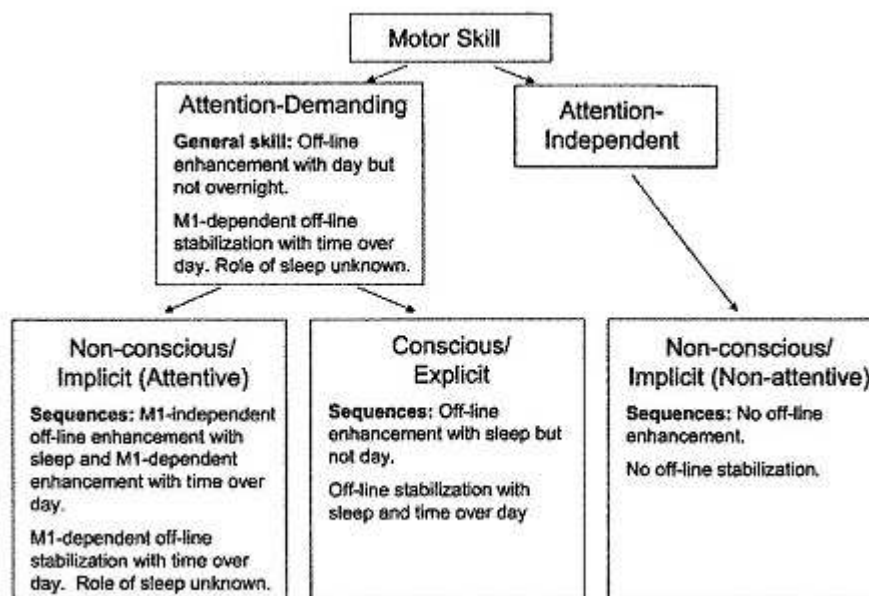 Motor Skill
Attention-Demanding
General skill: Off-line
enhancement with day but
not overnight.
M1-dependent off-line
stabilization with time over
day. Role of sleep unknown.
Attention-
Independent
Non-conscious/
Implicit (Attentive)
Sequences: M1-independent
off-line enhancement with
sleep and M1-dependent
enhancement with time over
day.
M1-dependent off-line
stabilization with time over
day. Role of sleep unknown.
Conscious/
Explicit
Sequences: Off-line
enhancement with sleep but
not day.
Off-line stabilization with
sleep and time over day
Non-conscious/
Implicit (Non-attentive)
Sequences: No off-line
enhancement.
No off-line stabilization.